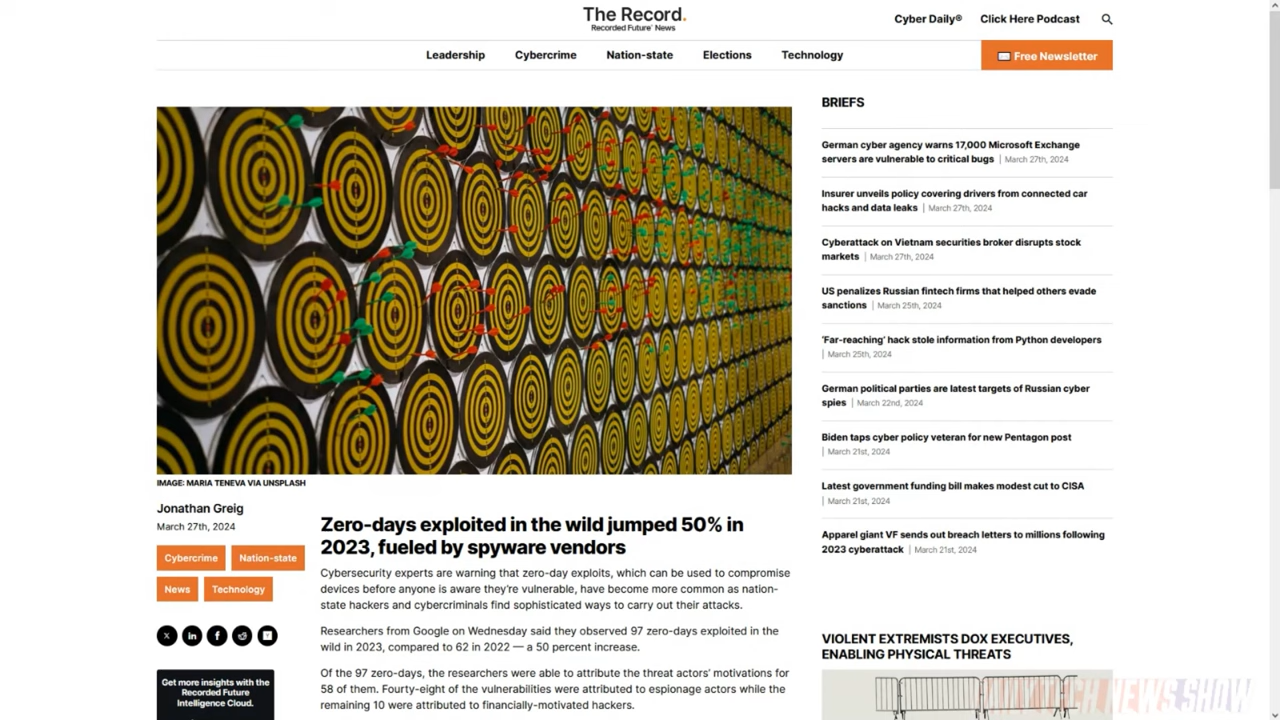 The Record.
Recorded Future® News
Cyber Daily®
Click Here Podcast
Leadership
Cybercrime
Nation-state
Elections
Technology
Free Newsletter
IMAGE: MARIA TENEVA VIA UNSPLASH
Jonathan Greig
March 27th, 2024
Cybercrime
Nation-state
News
Technology
Get more insights with the
Recorded Future
Intelligence Cloud.
Zero-days exploited in the wild jumped 50% in
2023, fueled by spyware vendors
Cybersecurity experts are warning that zero-day exploits, which can be used to compromise
devices before anyone is aware they're vulnerable, have become more common as nation-
state hackers and cybercriminals find sophisticated ways to carry out their attacks.
Researchers from Google on Wednesday said they observed 97 zero-days exploited in the
wild in 2023, compared to 62 in 2022 — a 50 percent increase.
Of the 97 zero-days, the researchers were able to attribute the threat actors' motivations for
58 of them. Forty-eight of the vulnerabilities were attributed to espionage actors while the
remaining 10 were attributed to financially-motivated hackers.
BRIEFS
German cyber agency warns 17,000 Microsoft Exchange
servers are vulnerable to critical bugs | March 27th, 2024
Insurer unveils policy covering drivers from connected car
hacks and data leaks | March 27th, 2024
Cyberattack on Vietnam securities broker disrupts stock
markets | March 27th, 2024
US penalizes Russian fintech firms that helped others evade
sanctions | March 25th, 2024
'Far-reaching' hack stole information from Python developers
| March 25th, 2024
German political parties are latest targets of Russian cyber
spies | March 22nd, 2024
Biden taps cyber policy veteran for new Pentagon post
| March 21st, 2024
Latest government funding bill makes modest cut to CISA
| March 21st, 2024
Apparel giant VF sends out breach letters to millions following
2023 cyberattack | March 21st, 2024
VIOLENT EXTREMISTS DOX EXECUTIVES,
ENABLING PHYSICAL THREATS
NEWS SHOW